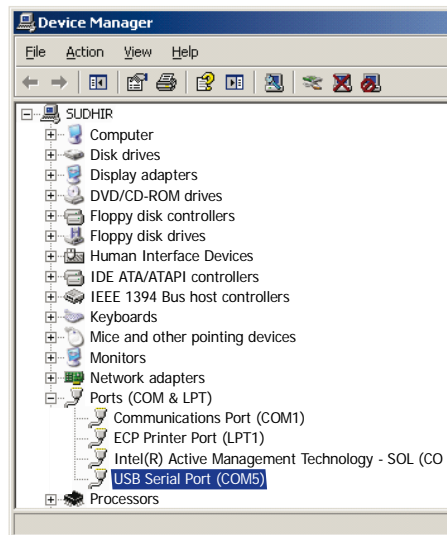 Device Manager
File Action View Help
SUDHIR
Computer
Disk drives
Display adapters
DVD/CD-ROM drives
Floppy disk controllers
Floppy disk drives
Human Interface Devices
IDE ATA/ATAPI controllers
IEEE 1394 Bus host controllers
Keyboards
Mice and other pointing devices
Monitors
Network adapters
Ports (COM & LPT)
Communications Port (COM1)
ECP Printer Port (LPT1)
Intel(R) Active Management Technology - SOL (CO
USB Serial Port (COM5)
Processors